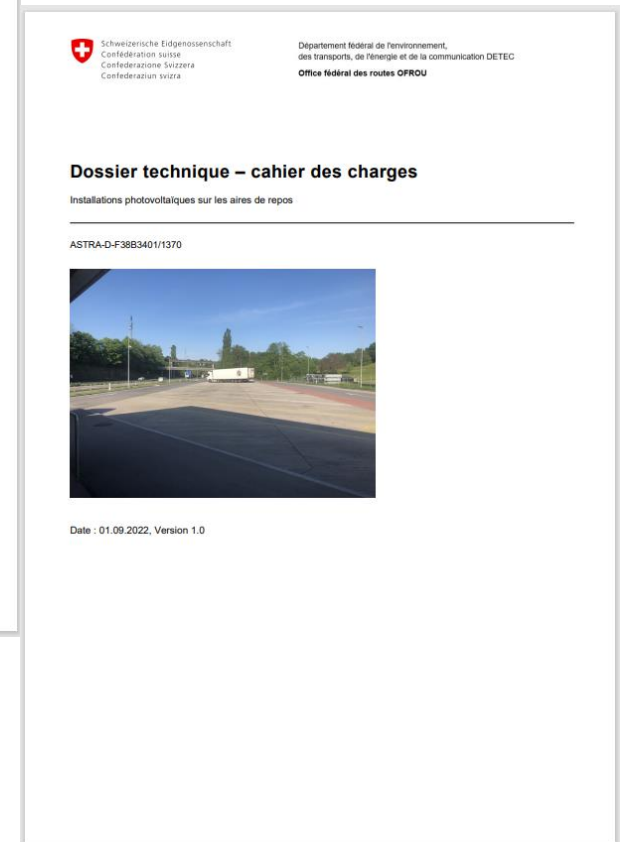 Schweizerische Eidgenossenschaft
Confédération suisse
Confederazione Svizzera
Confederaziun svizra
Département fédéral de l'environnement,
des transports, de l'énergie et de la communication DETEC
Office fédéral des routes OFROU
Dossier technique – cahier des charges
Installations photovoltaïques sur les aires de repos
ASTRA-D-F38B3401/1370
Date : 01.09.2022, Version 1.0